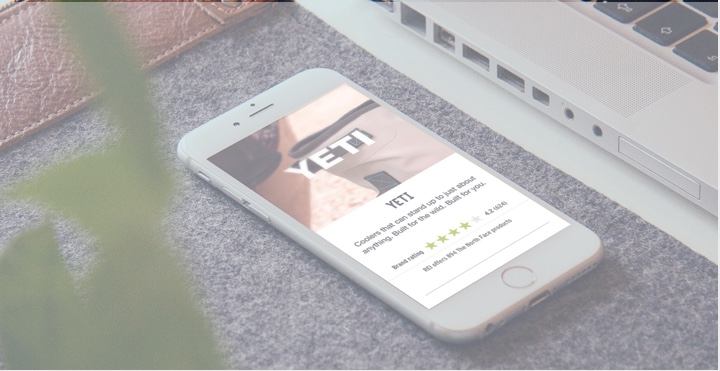 YETI
YETI
Coolers that can stand up to just about
anything. Built for the wild. (Built for you.
Brand rating 4.2 (624)
REI offers 894 The North Face products